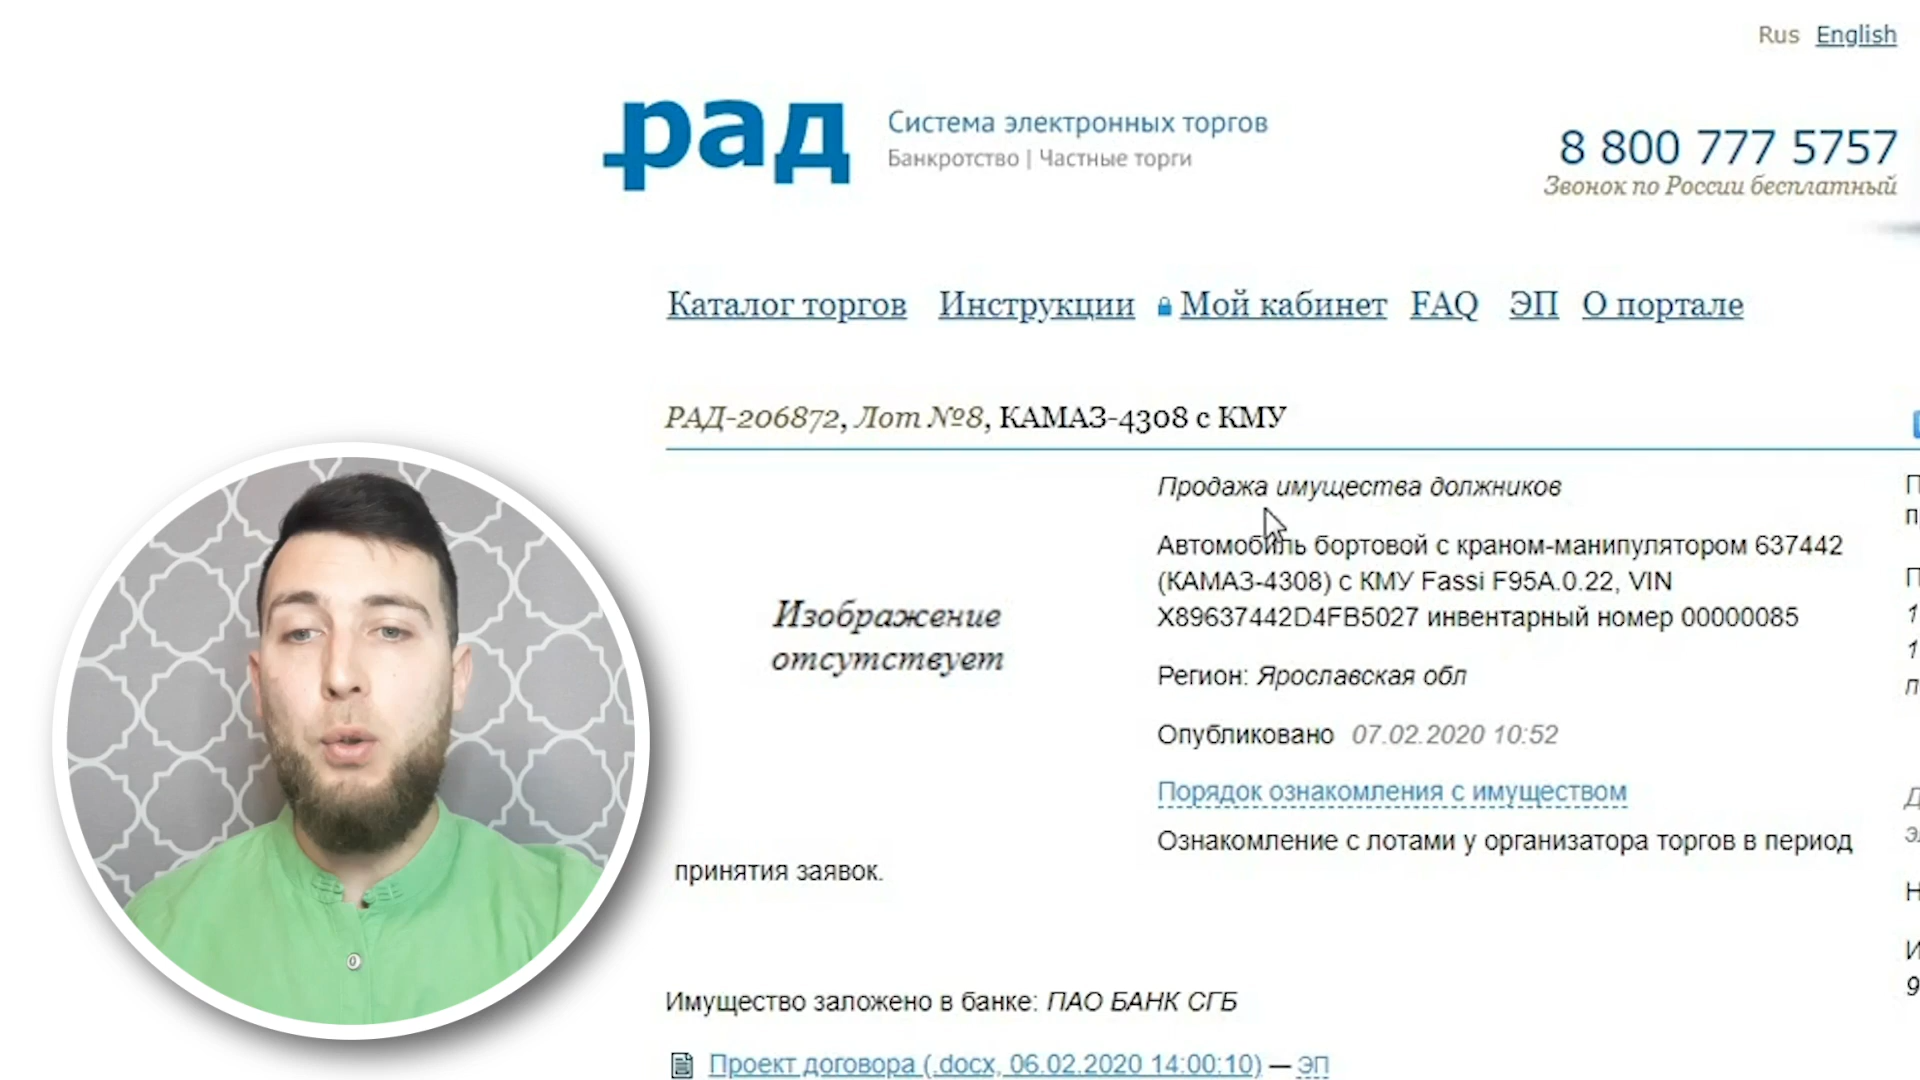 Rus English
рад
Система электронных торгов
Банкротство | Частные торги
8 800 777 5757
Звонок по России бесплатный
Каталог торгов Инструкции Мой кабинет FAQ ЭП О портале
РАД-206872, Лот №8, КАМАЗ-4308 с КМУ
Изображение
отсутствует
Продажа имущества должников
Автомобиль бортовой с краном-манипулятором 637442
(КАМАЗ-4308) с КМУ Fassi F95A.0.22, VIN
X89637442D4FB5027 инвентарный номер 00000085
Регион: Ярославская обл
Опубликовано 07.02.2020 10:52
Порядок ознакомления с имуществом
Ознакомление с лотами у организатора торгов в период
принятия заявок.
Имущество заложено в банке: ПАО БАНК СГБ
Проект договора (.docx, 06.02.2020 14:00:10) — ЭП